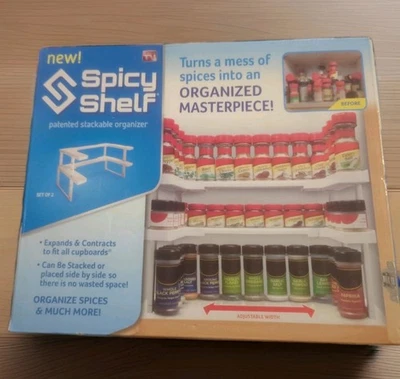 new!
Spicy
Shelf
patented stackable organizer
SET OF 2
• Expands & Contracts
to fit all cupboards
• Can Be Stacked or
placed side by side so
there is no wasted space!
ORGANIZE SPICES
& MUCH MORE!
Turns a mess of
spices into an
ORGANIZED
MASTERPIECE!
BEFORE
ADJUSTABLE WIDTH